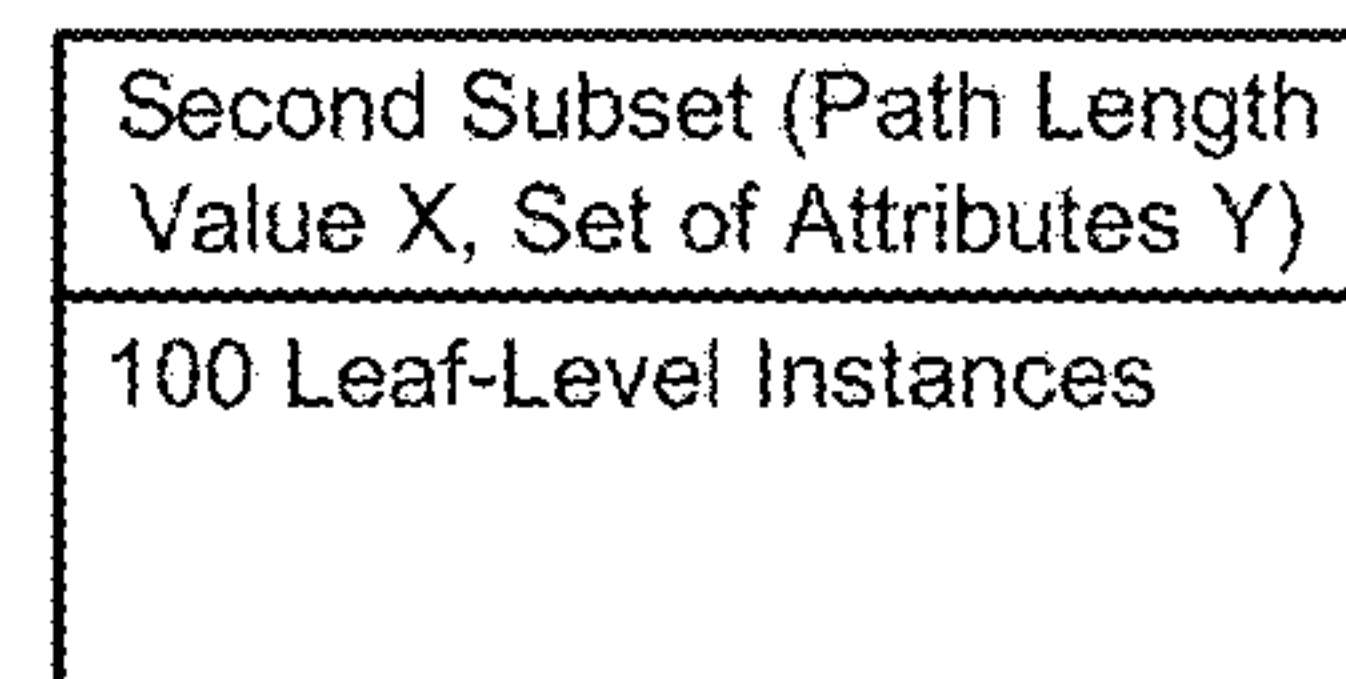 Second Subset (Path Length
Value X, Set of Attributes Y)
100 Leaf-Level Instances